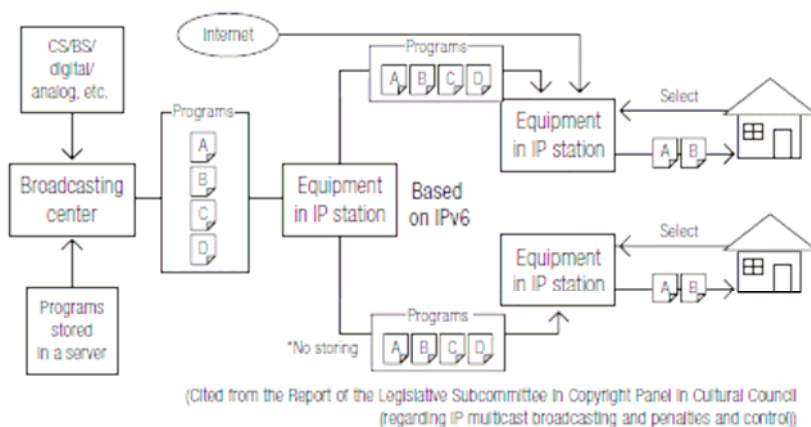 CS/BS/
digital/
analog, etc.
Internet
Programs
A B C D
Programs
A
B
C
D
Select
Equipment
in IP station
A B
Broadcasting
center
Equipment
in IP station
Based
on IPv6
Select
Equipment
in IP station
A B
Programs
stored
in a server
*No storing
Programs
A B C D
(Cited from the Report of the Legislative Subcommittee in Copyright Panel in Cultural Council
(regarding IP multicast broadcasting and penalties and control))